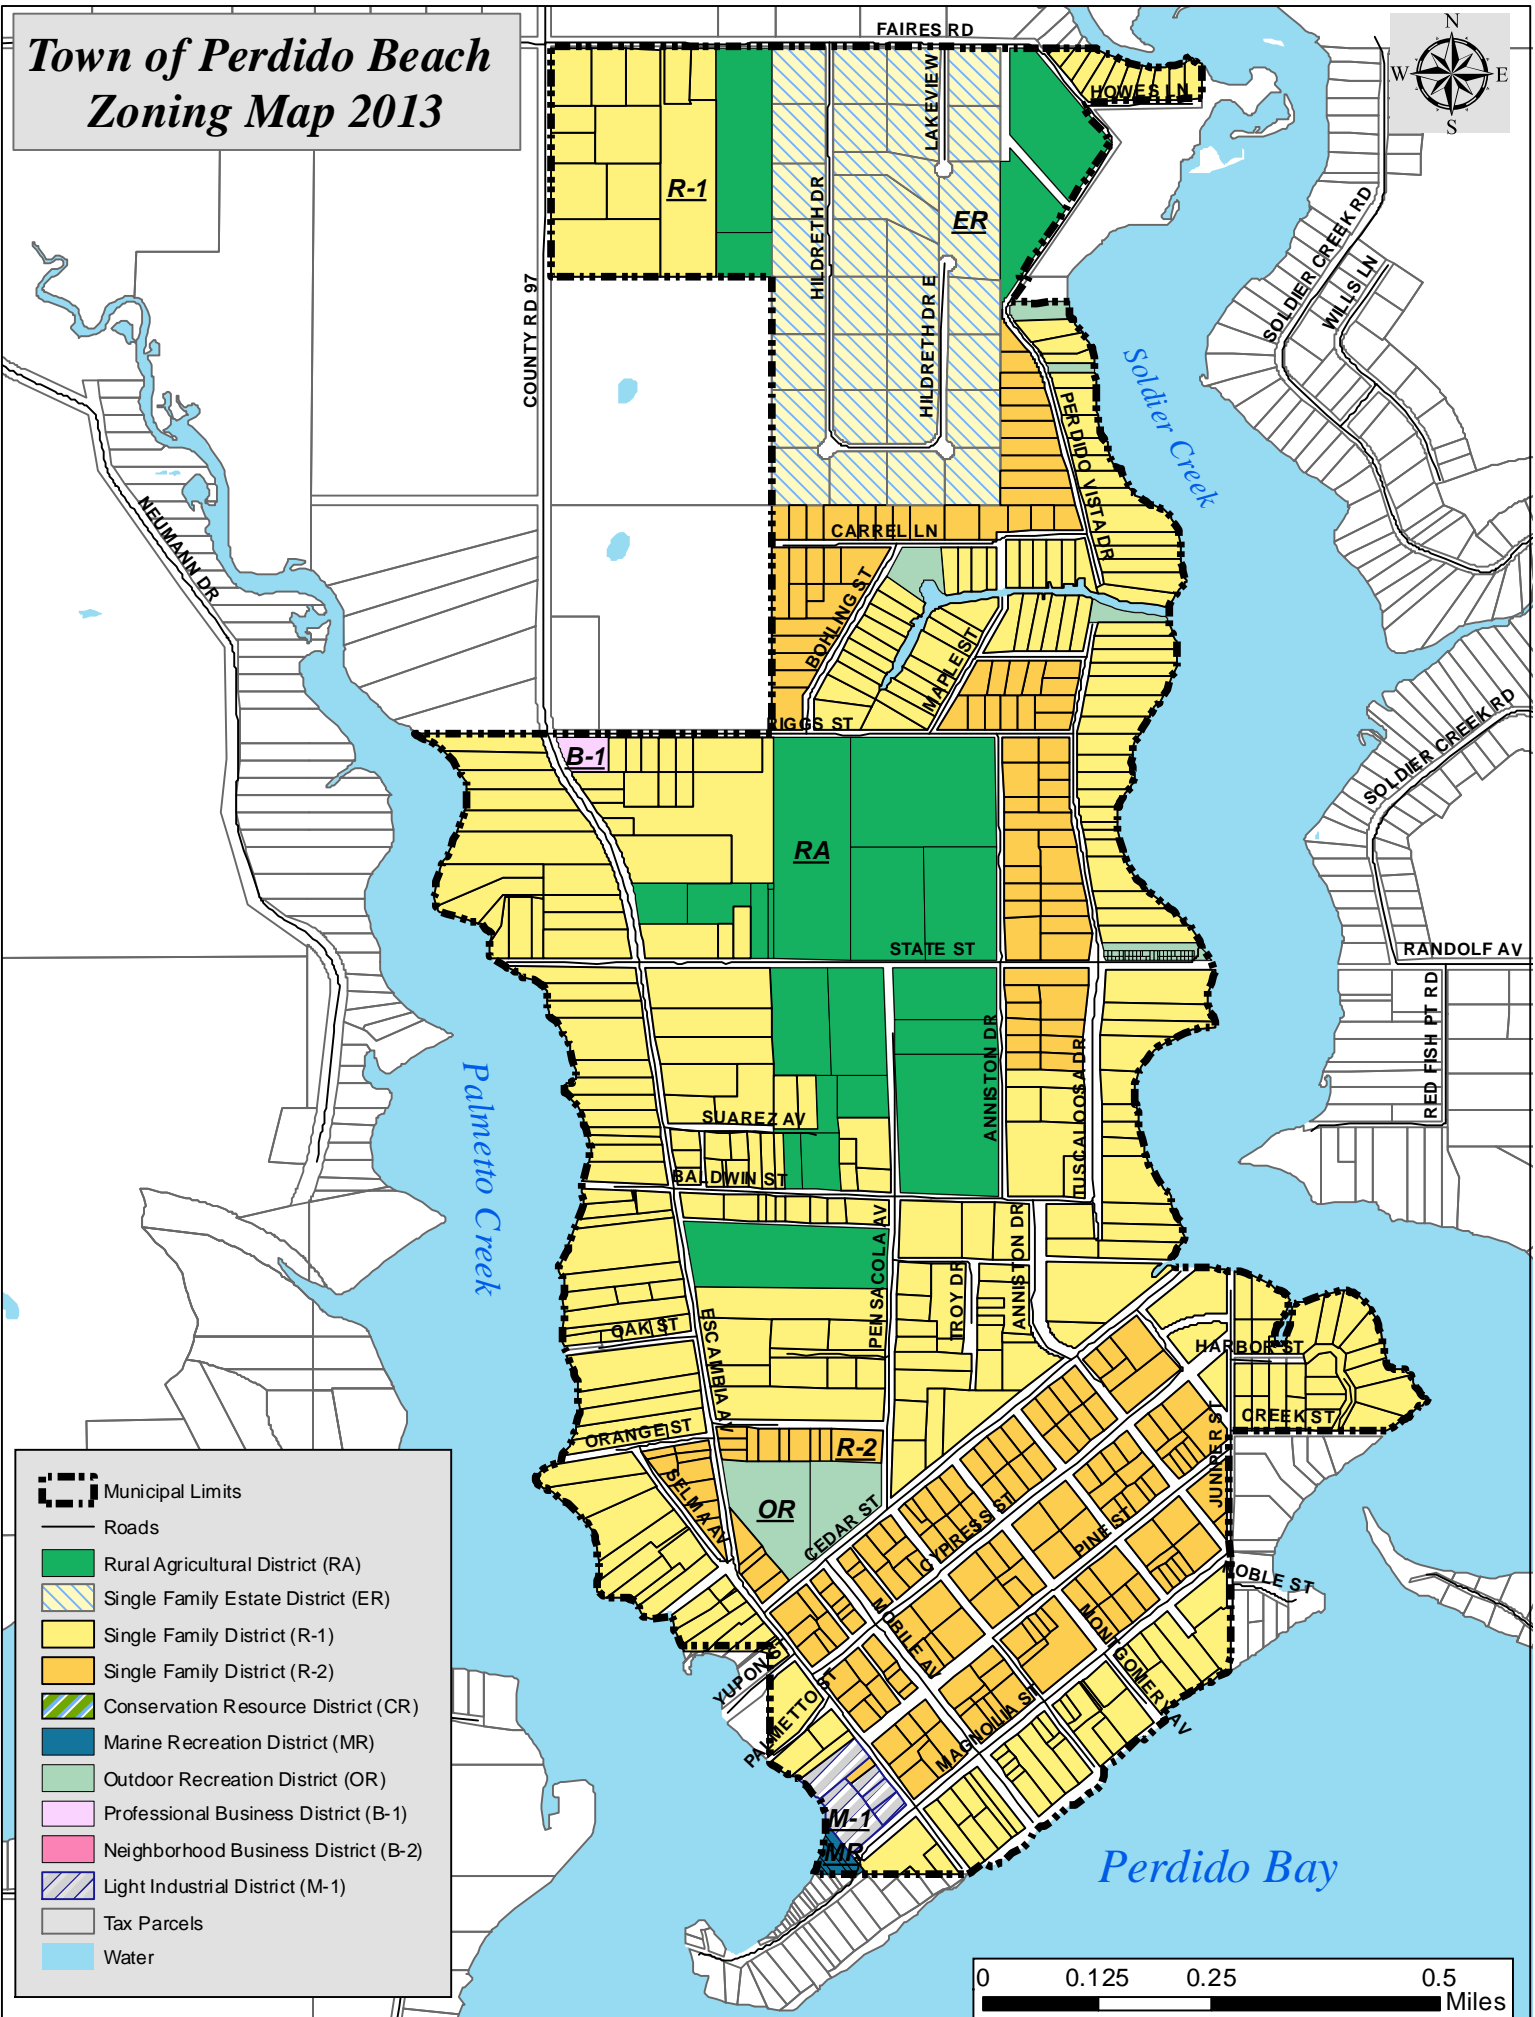 Town of Perdido Beach
Zoning Map 2013
FAIRES RD
N
W
E
S
HOWES LN
LAKEVIEW
R-1
HILDRETH DR
ER
SOLDIER CREEK RD
WILLS LN
COUNTY RD 97
HILDRETH DR E
Soldier Creek
PERDIDO VISTA DR
NEUMANN DR
CARREL LN
BOHLING ST
MAPLE ST
RIGGS ST
B-1
SOLDIER CREEK RD
RA
STATE ST
RANDOLF AV
RED FISH PT RD
ANNISTON DR
TUSCALOOSA DR
Palmetto Creek
SUAREZ AV
BALDWIN ST
PENSACOLA AV
ANNISTON DR
TROY DR
ESCAMBIA AV
OAK ST
HARBOR ST
CREEK ST
JUNIPER ST
ORANGE ST
R-2
SELMA AV
OR
CEDAR ST
CYPRESS ST
PINE ST
NOBLE ST
MOBILE AV
MONTGOMERY AV
YUPON ST
PALMETTO ST
MAGNOLIA ST
M-1
MR
Perdido Bay
Municipal Limits
Roads
Rural Agricultural District (RA)
Single Family Estate District (ER)
Single Family District (R-1)
Single Family District (R-2)
Conservation Resource District (CR)
Marine Recreation District (MR)
Outdoor Recreation District (OR)
Professional Business District (B-1)
Neighborhood Business District (B-2)
Light Industrial District (M-1)
Tax Parcels
Water
0 0.125 0.25 0.5
Miles